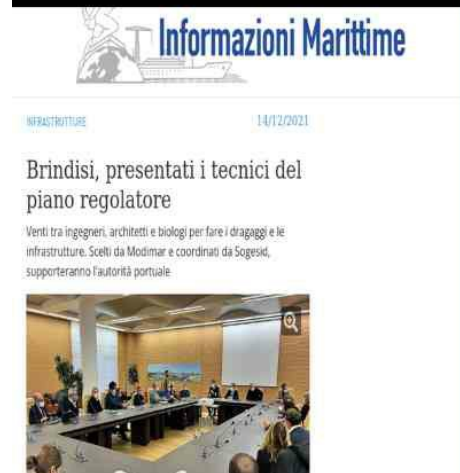 Informazioni Marittime
INFRASTRUTTURE 14/12/2021
Brindisi, presentati i tecnici del
piano regolatore
Venti tra ingegneri, architetti e biologi per fare i dragaggi e le
infrastrutture. Scelti da Modimar e coordinati da Sogesid,
supporteranno l'autorità portuale